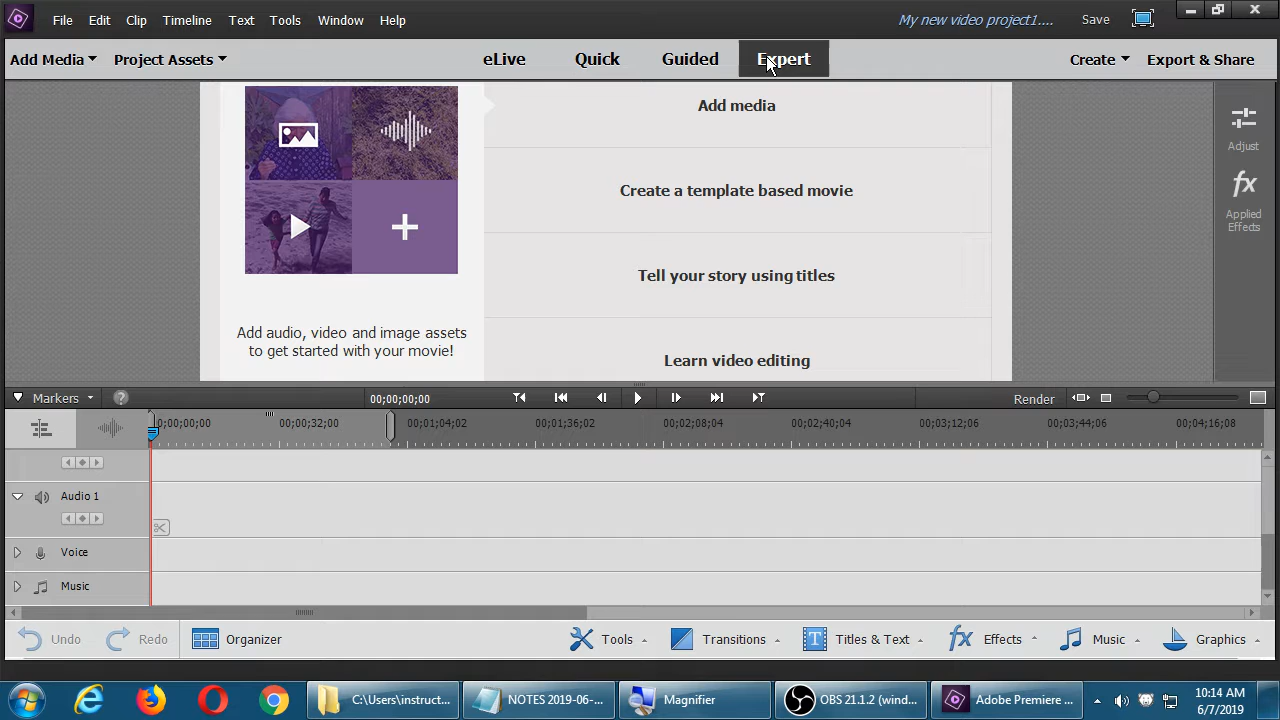 File Edit Clip Timeline Text Tools Window Help My new video project1.... Save
Add Media Project Assets eLive Quick Guided Expert Create Export & Share
Add media
Create a template based movie
Tell your story using titles
Learn video editing
Add audio, video and image assets
to get started with your movie!
Adjust
fx
Applied
Effects
Markers ? 00;00;00;00 Render
0;00;00;00 00;00;32;00 00;01;04;02 00;01;36;02 00;02;08;04 00;02;40;04 00;03;12;06 00;03;44;06 00;04;16;08
Audio 1
Voice
Music
Undo Redo Organizer Tools Transitions T Titles & Text fx Effects Music Graphics
C:\Users\instruct... NOTES 2019-06-... Magnifier OBS 21.1.2 (wind... Adobe Premiere ... 10:14 AM
6/7/2019